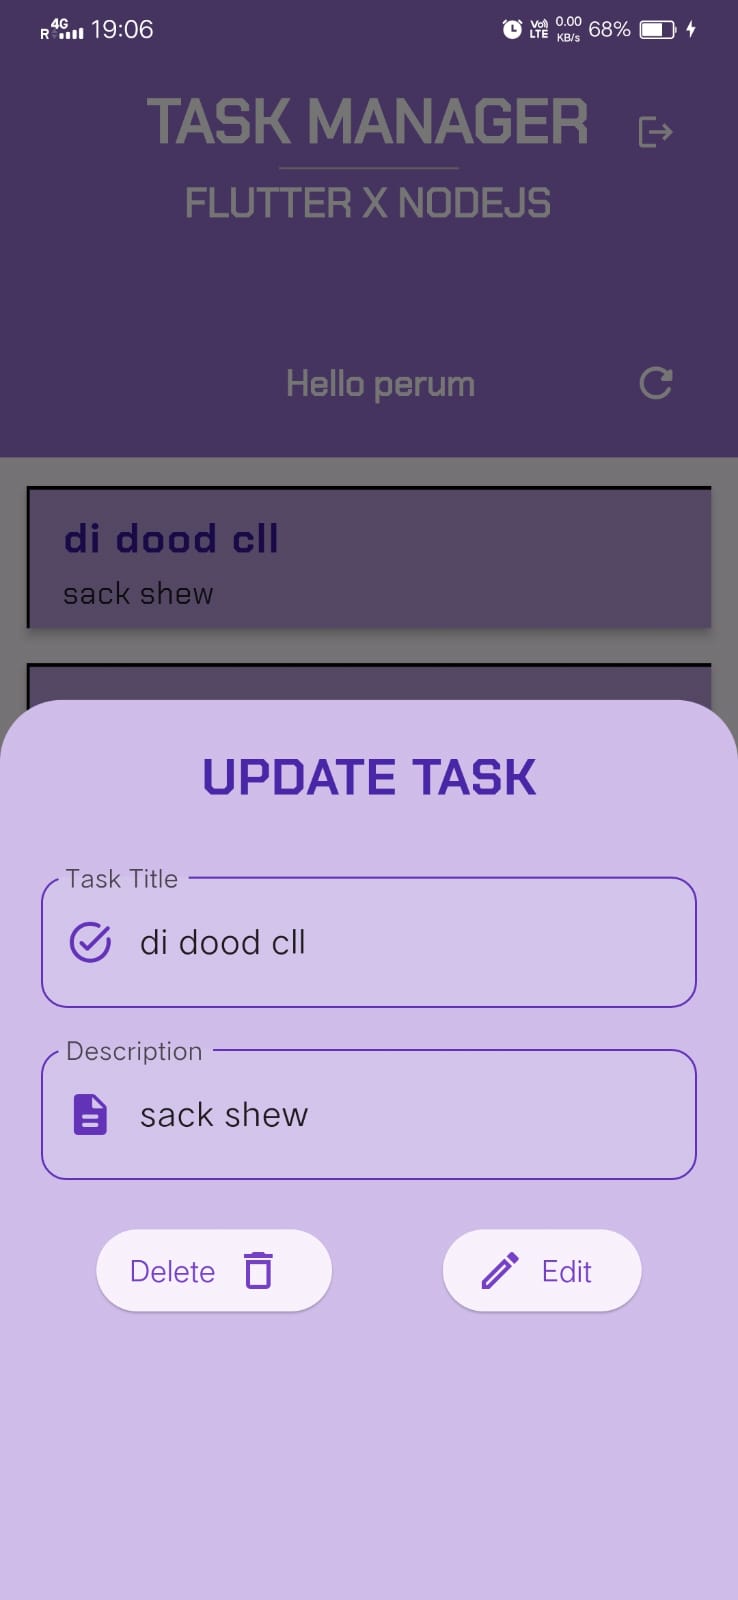 R 4G 19:06 Vo) LTE 0.00 KB/s 68%
TASK MANAGER
FLUTTER X NODEJS
Hello perum
di dood cll
sack shew
UPDATE TASK
Task Title
di dood cll
Description
sack shew
Delete Edit